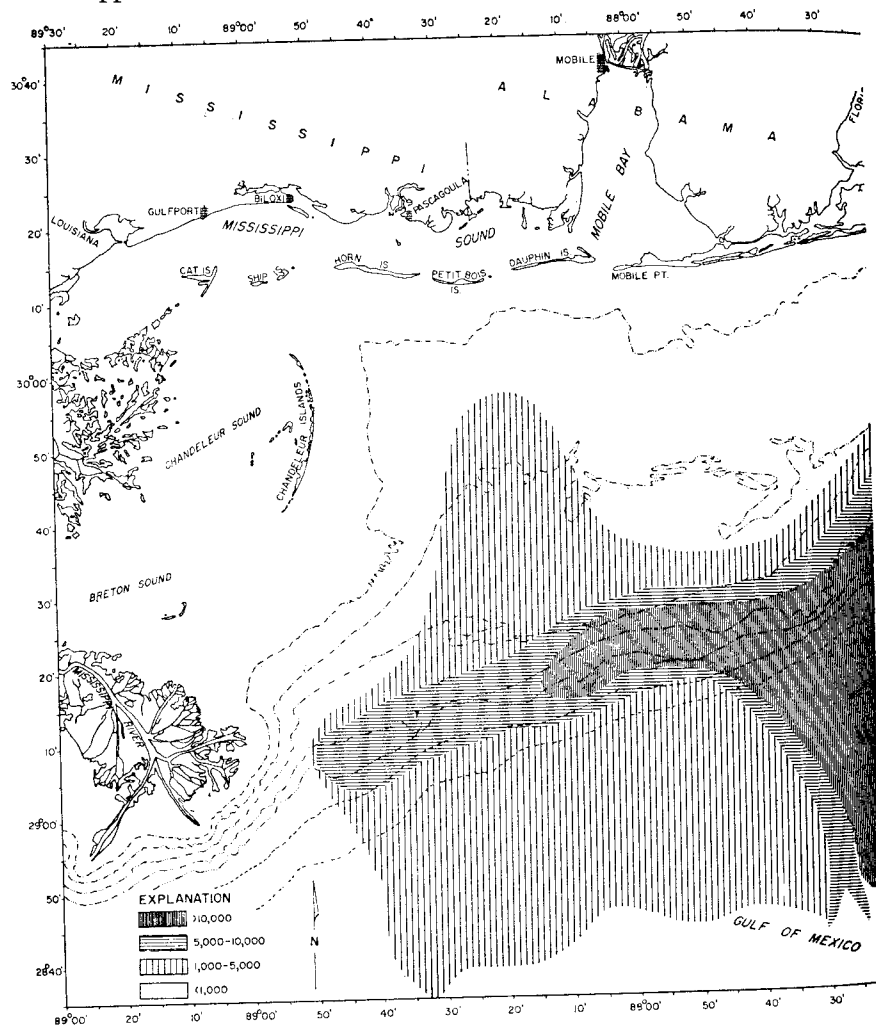 89°30' 20' 10' 89°00' 50' 40' 30' 20' 10' 88°00' 50' 40' 30'
30°40'
30'
20'
10'
30°00'
50'
40'
30'
20'
10'
29°00'
50'
28°40'
MISSISSIPPI
ALABAMA
MOBILE
BILOXI
GULFPORT
PASCAGOULA
LOUISIANA
MISSISSIPPI SOUND
MOBILE BAY
CAT IS
SHIP
HORN IS
PETIT BOIS IS.
DAUPHIN IS.
MOBILE PT.
CHANDELEUR SOUND
CHANDELEUR ISLANDS
BRETON SOUND
MISSISSIPPI RIVER
GULF OF MEXICO
EXPLANATION
>10,000
5,000-10,000
1,000-5,000
<1,000
N
89°00' 20' 10' 89°00' 50' 40' 30' 20' 10' 88°00' 50' 40' 30'